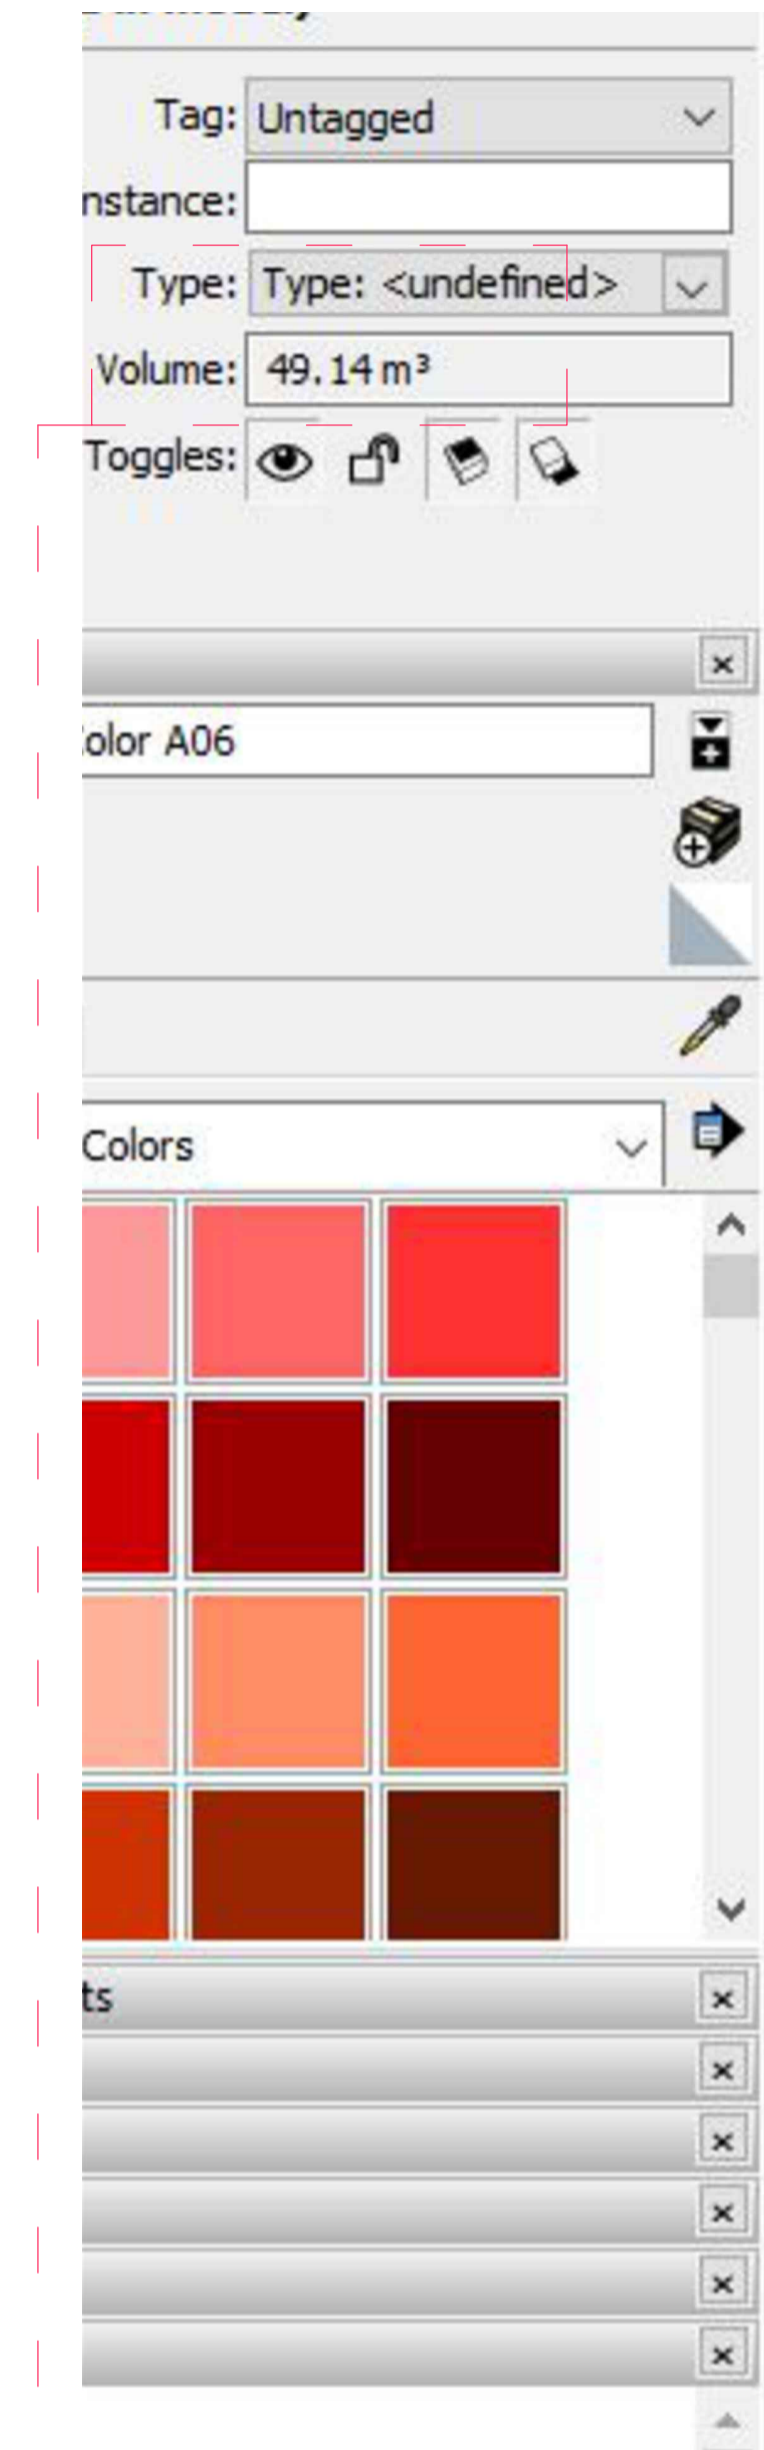 Tag: Untagged
nstance:
Type: Type: <undefined>
Volume: 49.14 m³
Toggles:
olor A06
Colors
ts